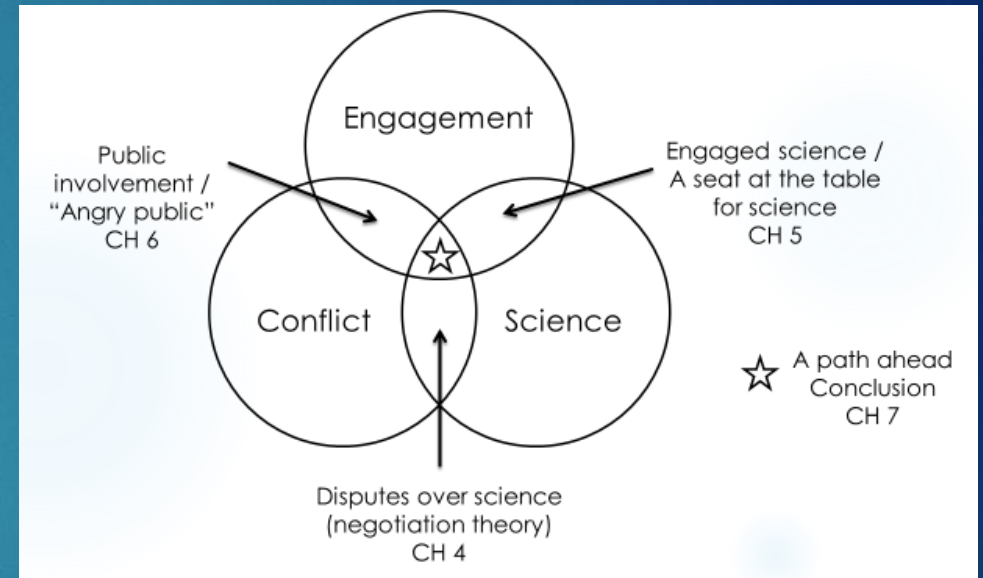 Engagement
Public
involvement /
“Angry public”
CH 6
Engaged science /
A seat at the table
for science
CH 5
Conflict
Science
A path ahead
Conclusion
CH 7
Disputes over science
(negotiation theory)
CH 4